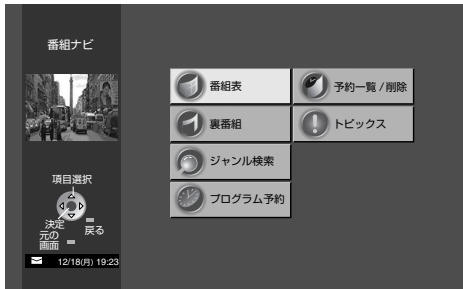 番組ナビ
番組表
予約一覧/削除
裏番組
トピックス
ジャンル検索
プログラム予約
項目選択
決定
戻る
元の
画面
12/18(月) 19:23